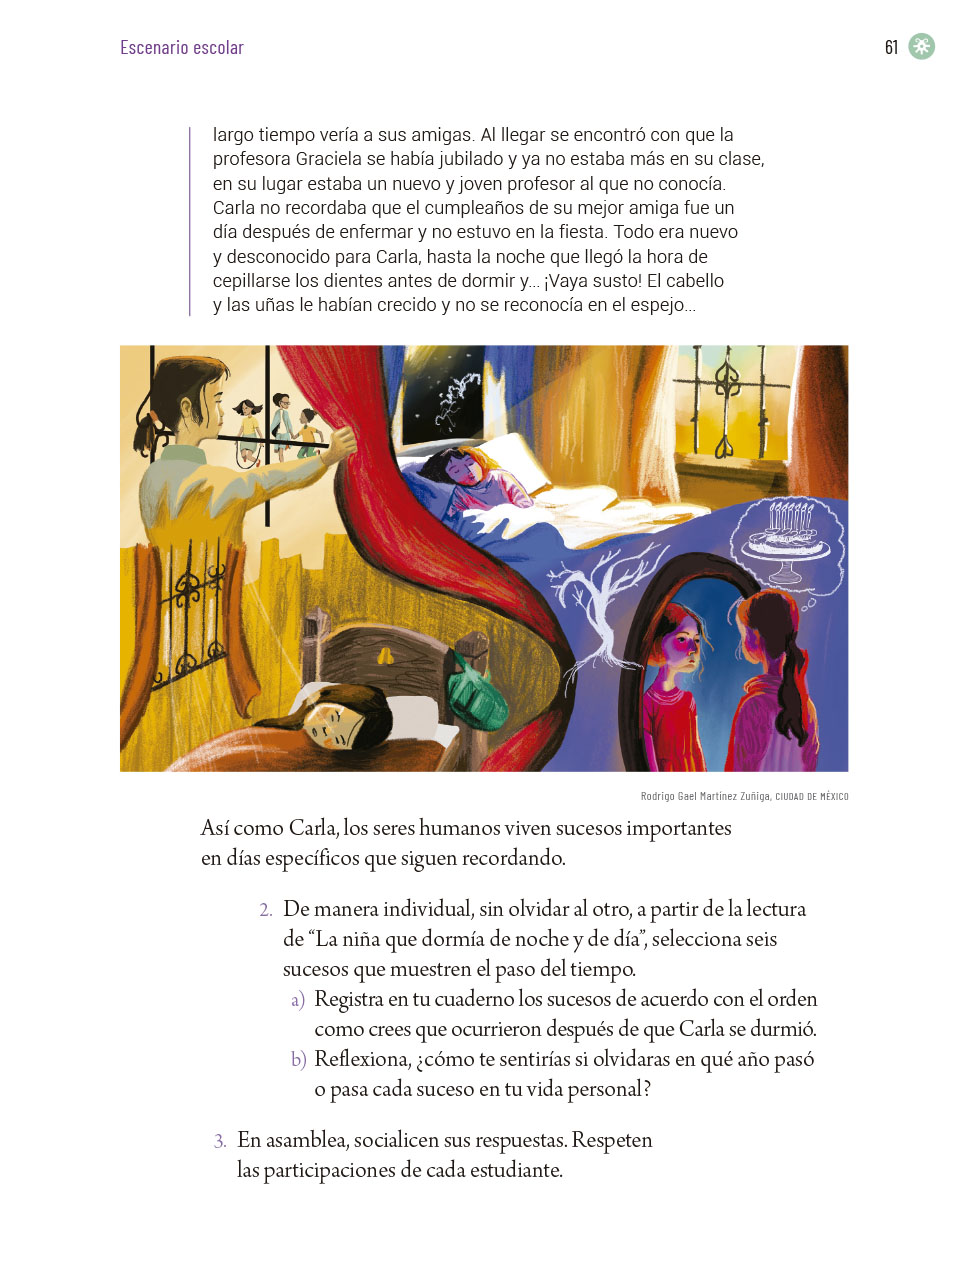 Escenario escolar
61
largo tiempo vería a sus amigas. Al llegar se encontró con que la
profesora Graciela se había jubilado y ya no estaba más en su clase,
en su lugar estaba un nuevo y joven profesor al que no conocía.
Carla no recordaba que el cumpleaños de su mejor amiga fue un
día después de enfermar y no estuvo en la fiesta. Todo era nuevo
y desconocido para Carla, hasta la noche que llegó la hora de
cepillarse los dientes antes de dormir y... ¡Vaya susto! El cabello
y las uñas le habían crecido y no se reconocía en el espejo...
Rodrigo Gael Martínez Zuñiga, CIUDAD DE MÉXICO
Así como Carla, los seres humanos viven sucesos importantes
en días específicos que siguen recordando.
2. De manera individual, sin olvidar al otro, a partir de la lectura
de “La niña que dormía de noche y de día”, selecciona seis
sucesos que muestren el paso del tiempo.
a) Registra en tu cuaderno los sucesos de acuerdo con el orden
como crees que ocurrieron después de que Carla se durmió.
b) Reflexiona, ¿cómo te sentirías si olvidaras en qué año pasó
o pasa cada suceso en tu vida personal?
3. En asamblea, socialicen sus respuestas. Respeten
las participaciones de cada estudiante.